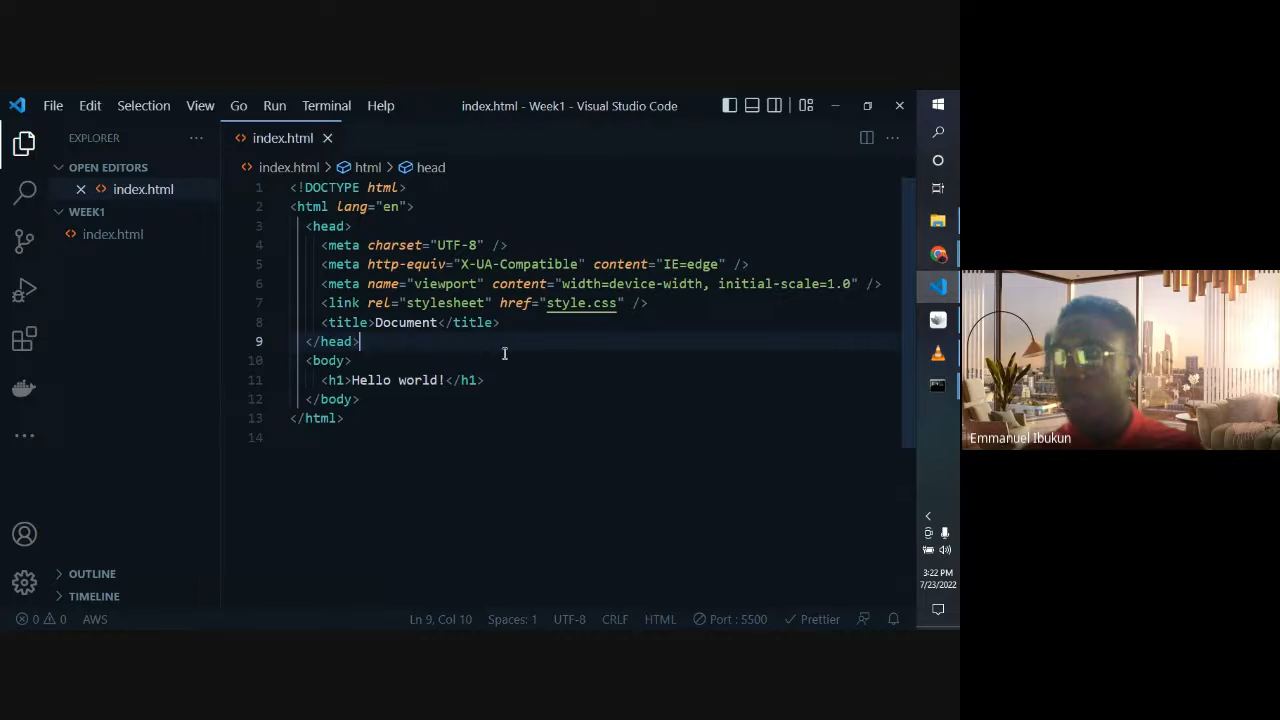 File Edit Selection View Go Run Terminal Help index.html - Week1 - Visual Studio Code
EXPLORER
index.html
OPEN EDITORS
index.html
WEEK1
index.html
index.html > html > head
1 <!DOCTYPE html>
2 <html lang="en">
3 <head>
4 <meta charset="UTF-8" />
5 <meta http-equiv="X-UA-Compatible" content="IE=edge" />
6 <meta name="viewport" content="width=device-width, initial-scale=1.0" />
7 <link rel="stylesheet" href="style.css" />
8 <title>Document</title>
9 </head>
10 <body>
11 <h1>Hello world!</h1>
12 </body>
13 </html>
14
OUTLINE
TIMELINE
0 0 AWS Ln 9, Col 10 Spaces: 1 UTF-8 CRLF HTML Port : 5500 Prettier
3:22 PM
7/23/2022
Emmanuel Ibukun